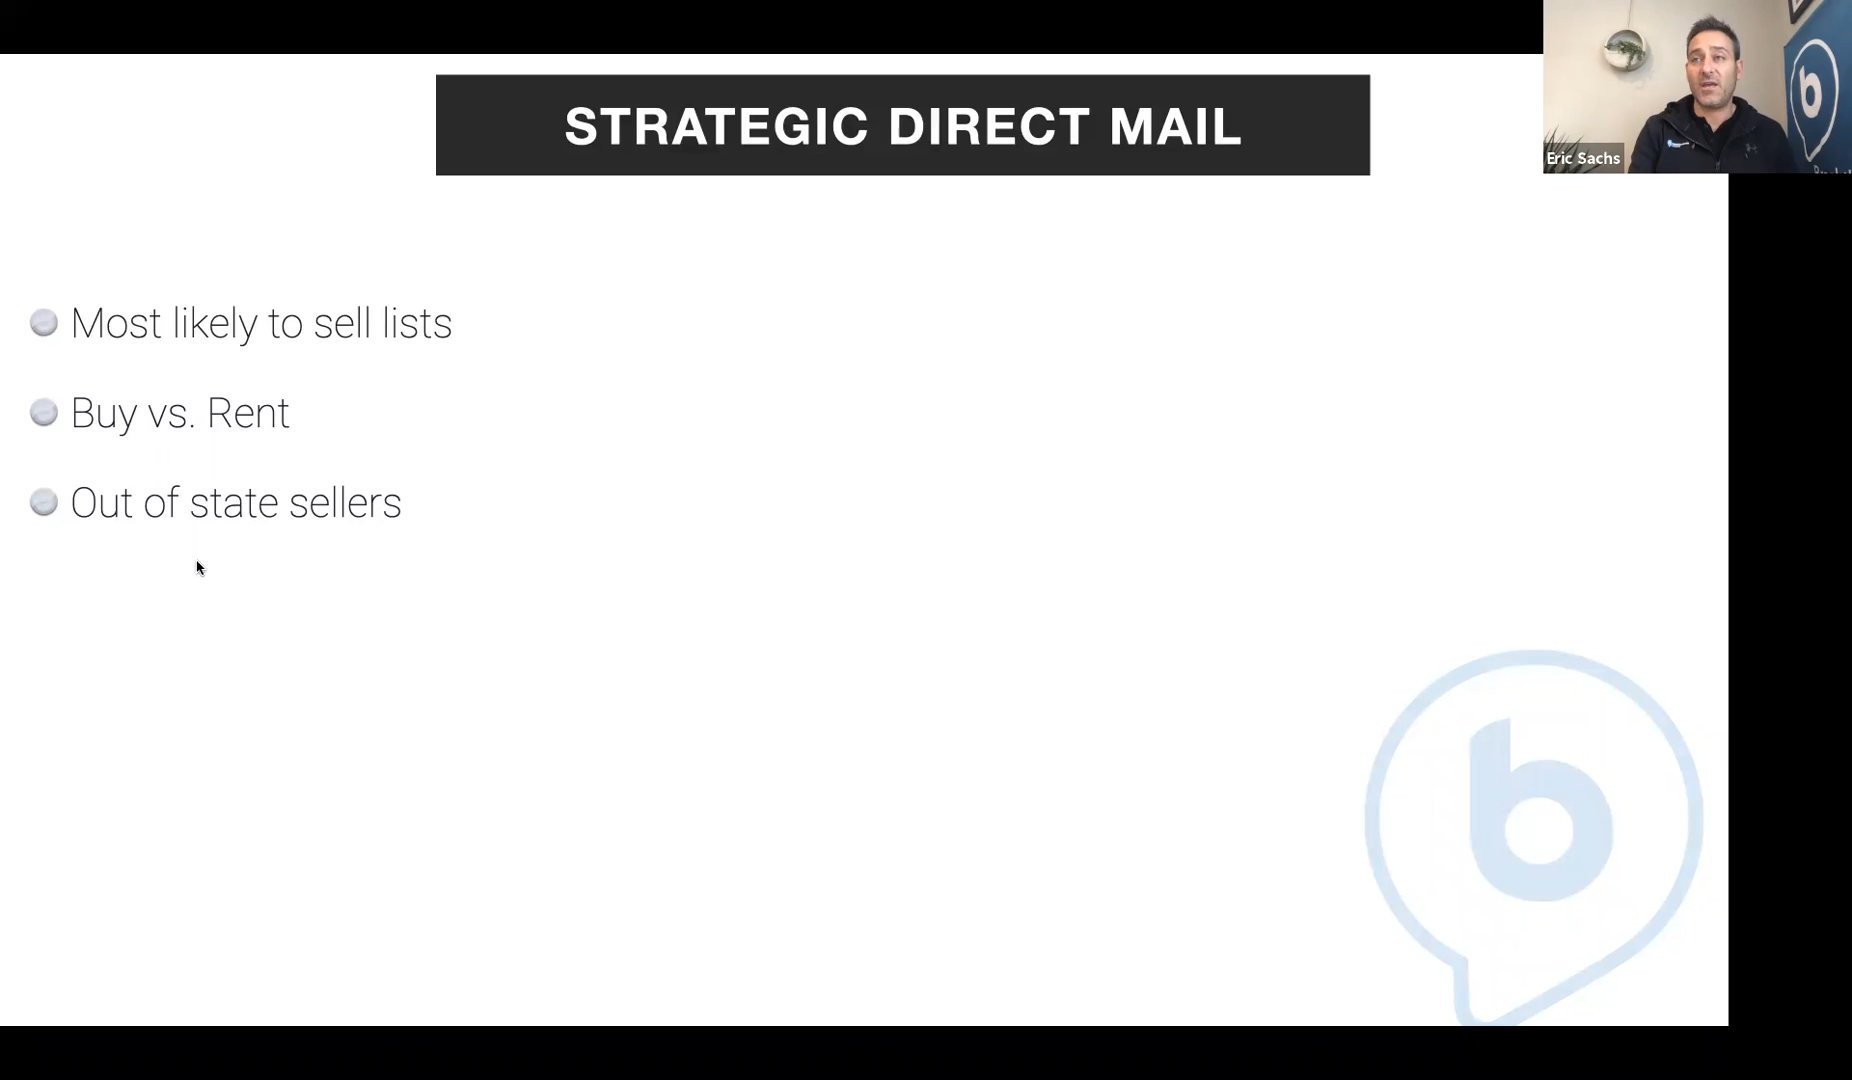 STRATEGIC DIRECT MAIL
Eric Sachs
Most likely to sell lists
Buy vs. Rent
Out of state sellers
b
b